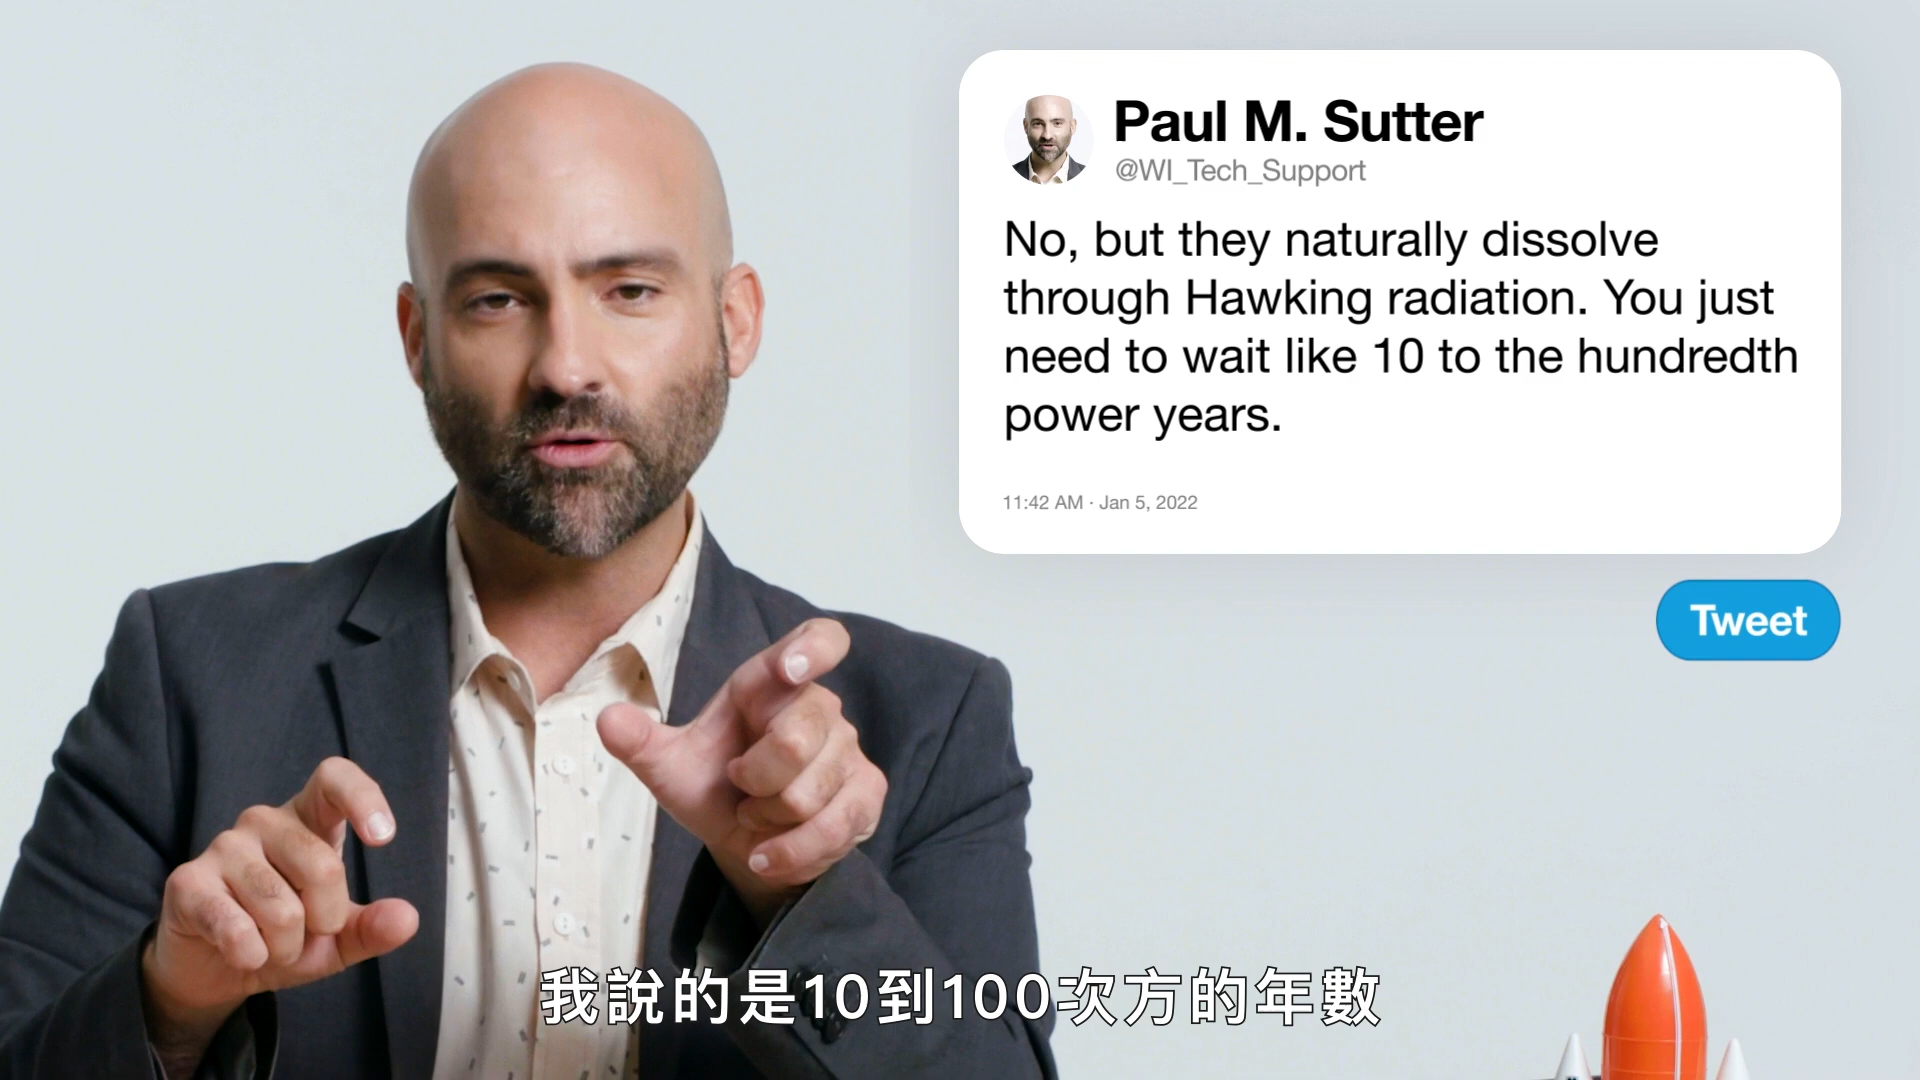 Paul M. Sutter
@WI_Tech_Support
No, but they naturally dissolve
through Hawking radiation. You just
need to wait like 10 to the hundredth
power years.
11:42 AM · Jan 5, 2022
Tweet
我說的是10到100次方的年數